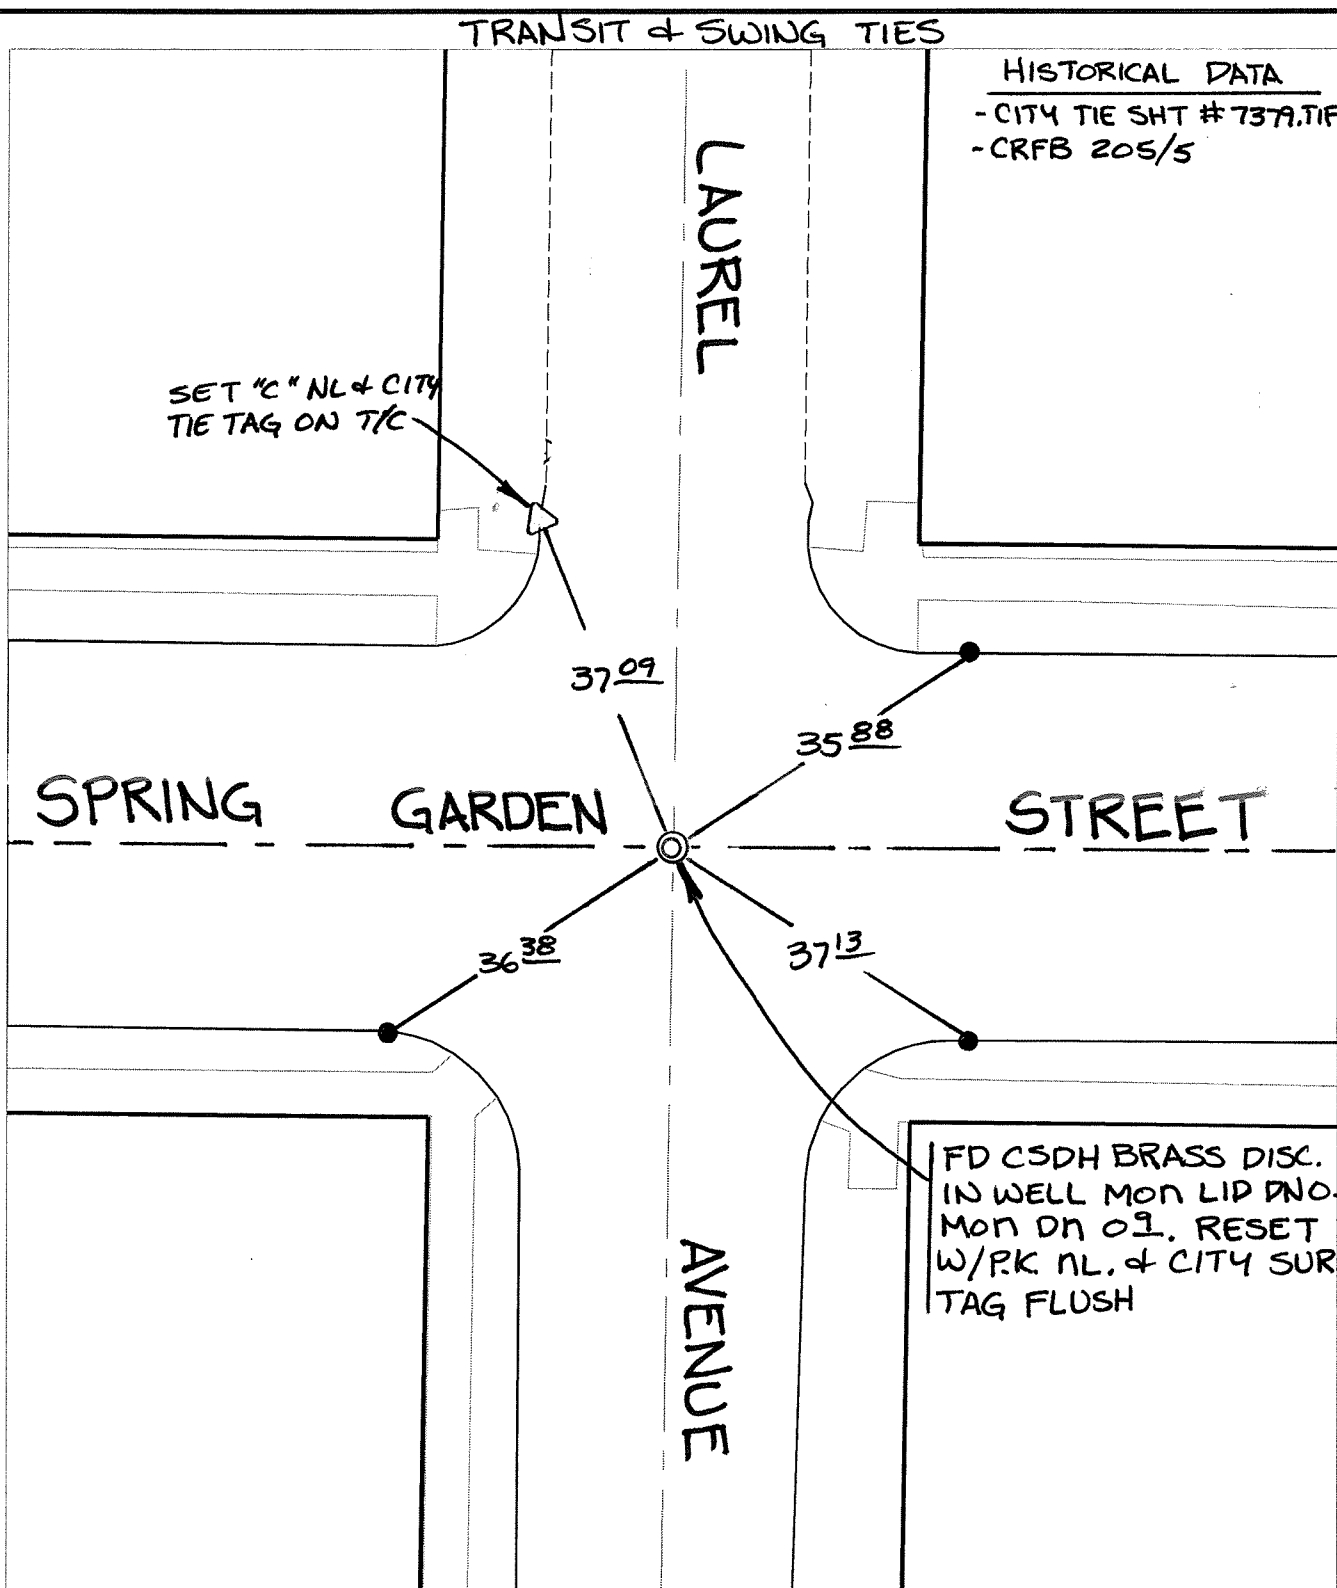 TRANSIT & SWING TIES
HISTORICAL DATA
- CITY TIE SHT # 7379.TIF
- CRFB 205/5
LAUREL
SET "C" NL & CITY
TIE TAG ON T/C
37 09
35 88
SPRING GARDEN STREET
36 38
37 13
FD CSDH BRASS DISC.
IN WELL MON LID DNO.
MON DN 01. RESET
W/P.K. NL. & CITY SUR
TAG FLUSH
AVENUE